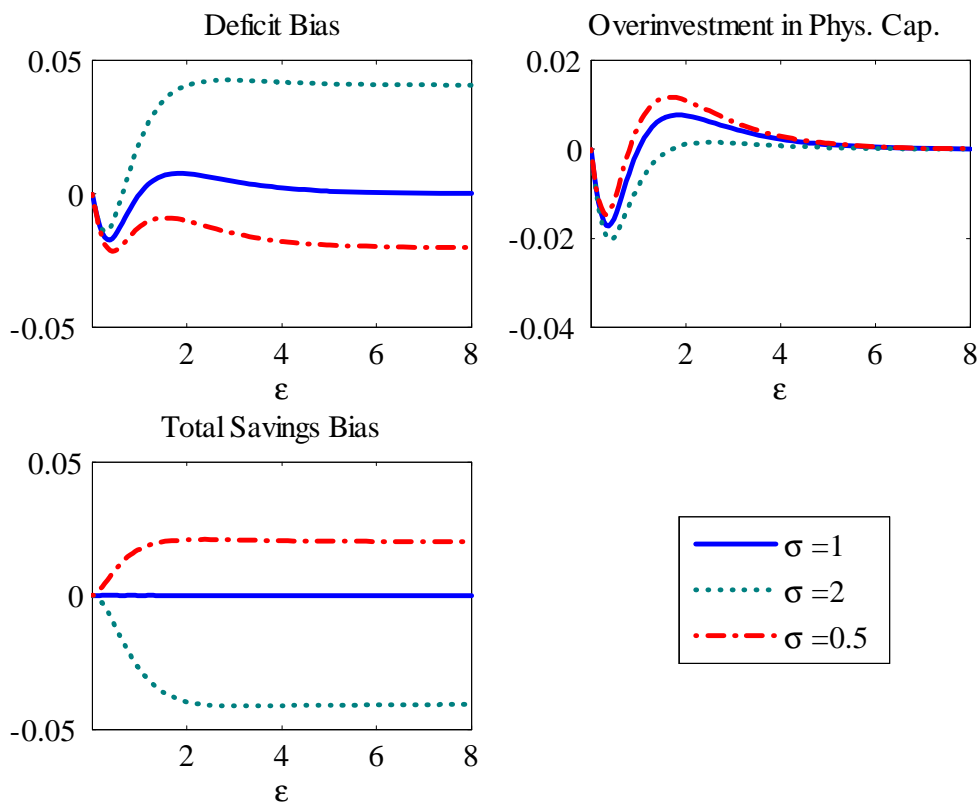 Deficit Bias
0.05
0
-0.05
2 4 6 8
ε
Overinvestment in Phys. Cap.
0.02
0
-0.02
-0.04
2 4 6 8
ε
Total Savings Bias
0.05
0
-0.05
2 4 6 8
ε
σ =1
σ =2
σ =0.5